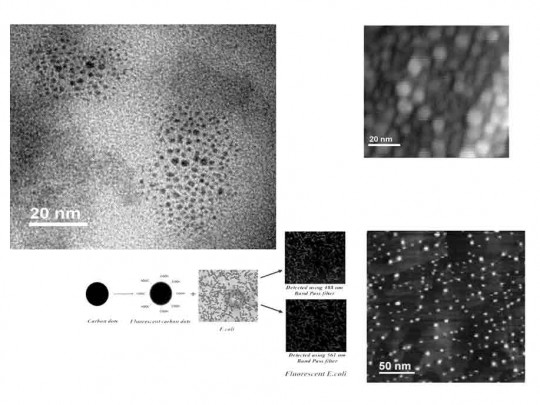 20 nm
20 nm
Detected using 488 nm
Band Pass filter
Carbon dots
Fluorescent carbon dots
E.coli
50 nm
Detected using 561 nm
Band Pass filter
Fluorescent E.coli